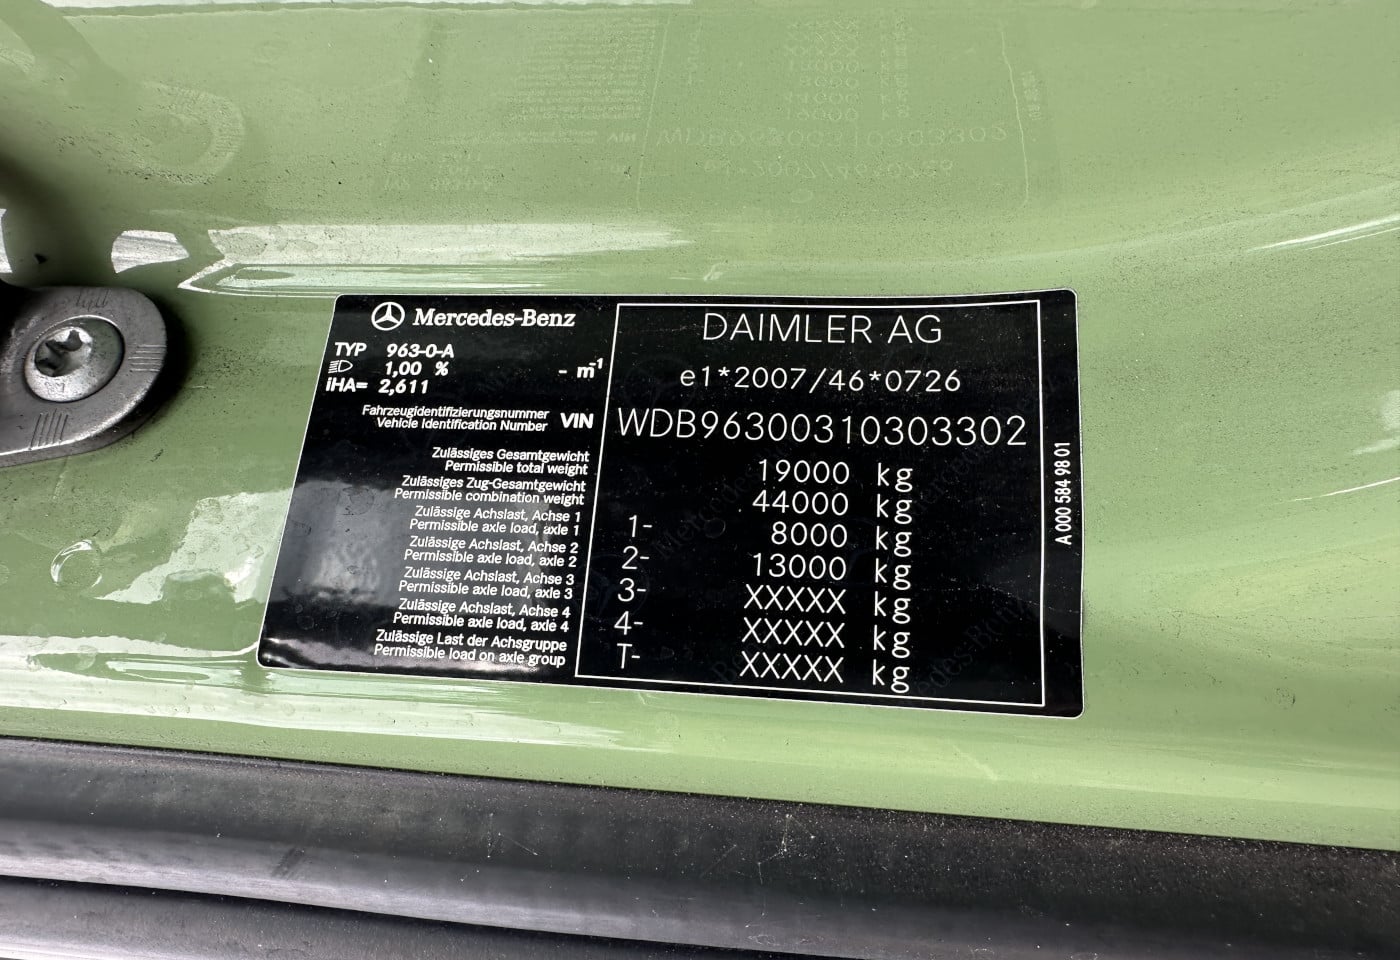 Mercedes-Benz
TYP 963-0-A
1,00 % - m⁻¹
iHA= 2,611
Fahrzeugidentifizierungsnummer
Vehicle Identification Number VIN
Zulässiges Gesamtgewicht
Permissible total weight
Zulässiges Zug-Gesamtgewicht
Permissible combination weight
Zulässige Achslast, Achse 1
Permissible axle load, axle 1
Zulässige Achslast, Achse 2
Permissible axle load, axle 2
Zulässige Achslast, Achse 3
Permissible axle load, axle 3
Zulässige Achslast, Achse 4
Permissible axle load, axle 4
Zulässige Last der Achsgruppe
Permissible load on axle group
DAIMLER AG
e1*2007/46*0726
WDB96300310303302
19000 kg
44000 kg
1- 8000 kg
2- 13000 kg
3- XXXXX kg
4- XXXXX kg
T- XXXXX kg
A 000 584 98 01